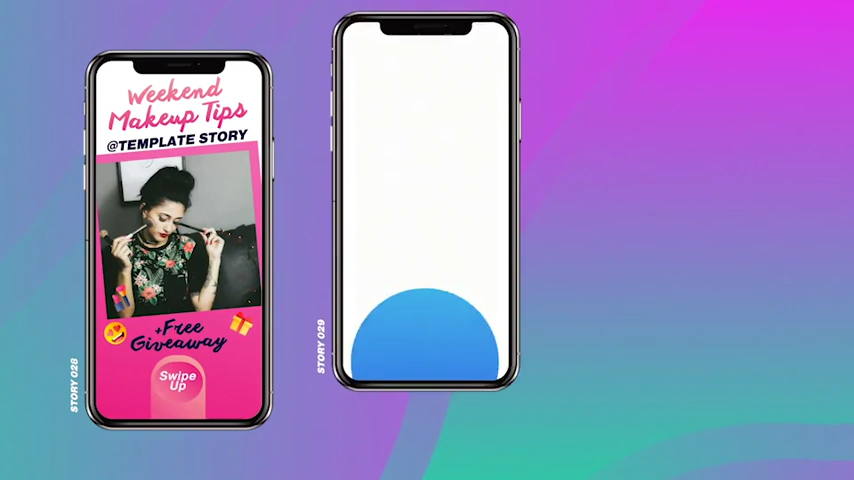 Weekend
Makeup Tips
@TEMPLATE STORY
+Free
Giveaway
Swipe
Up
STORY 028
STORY 029